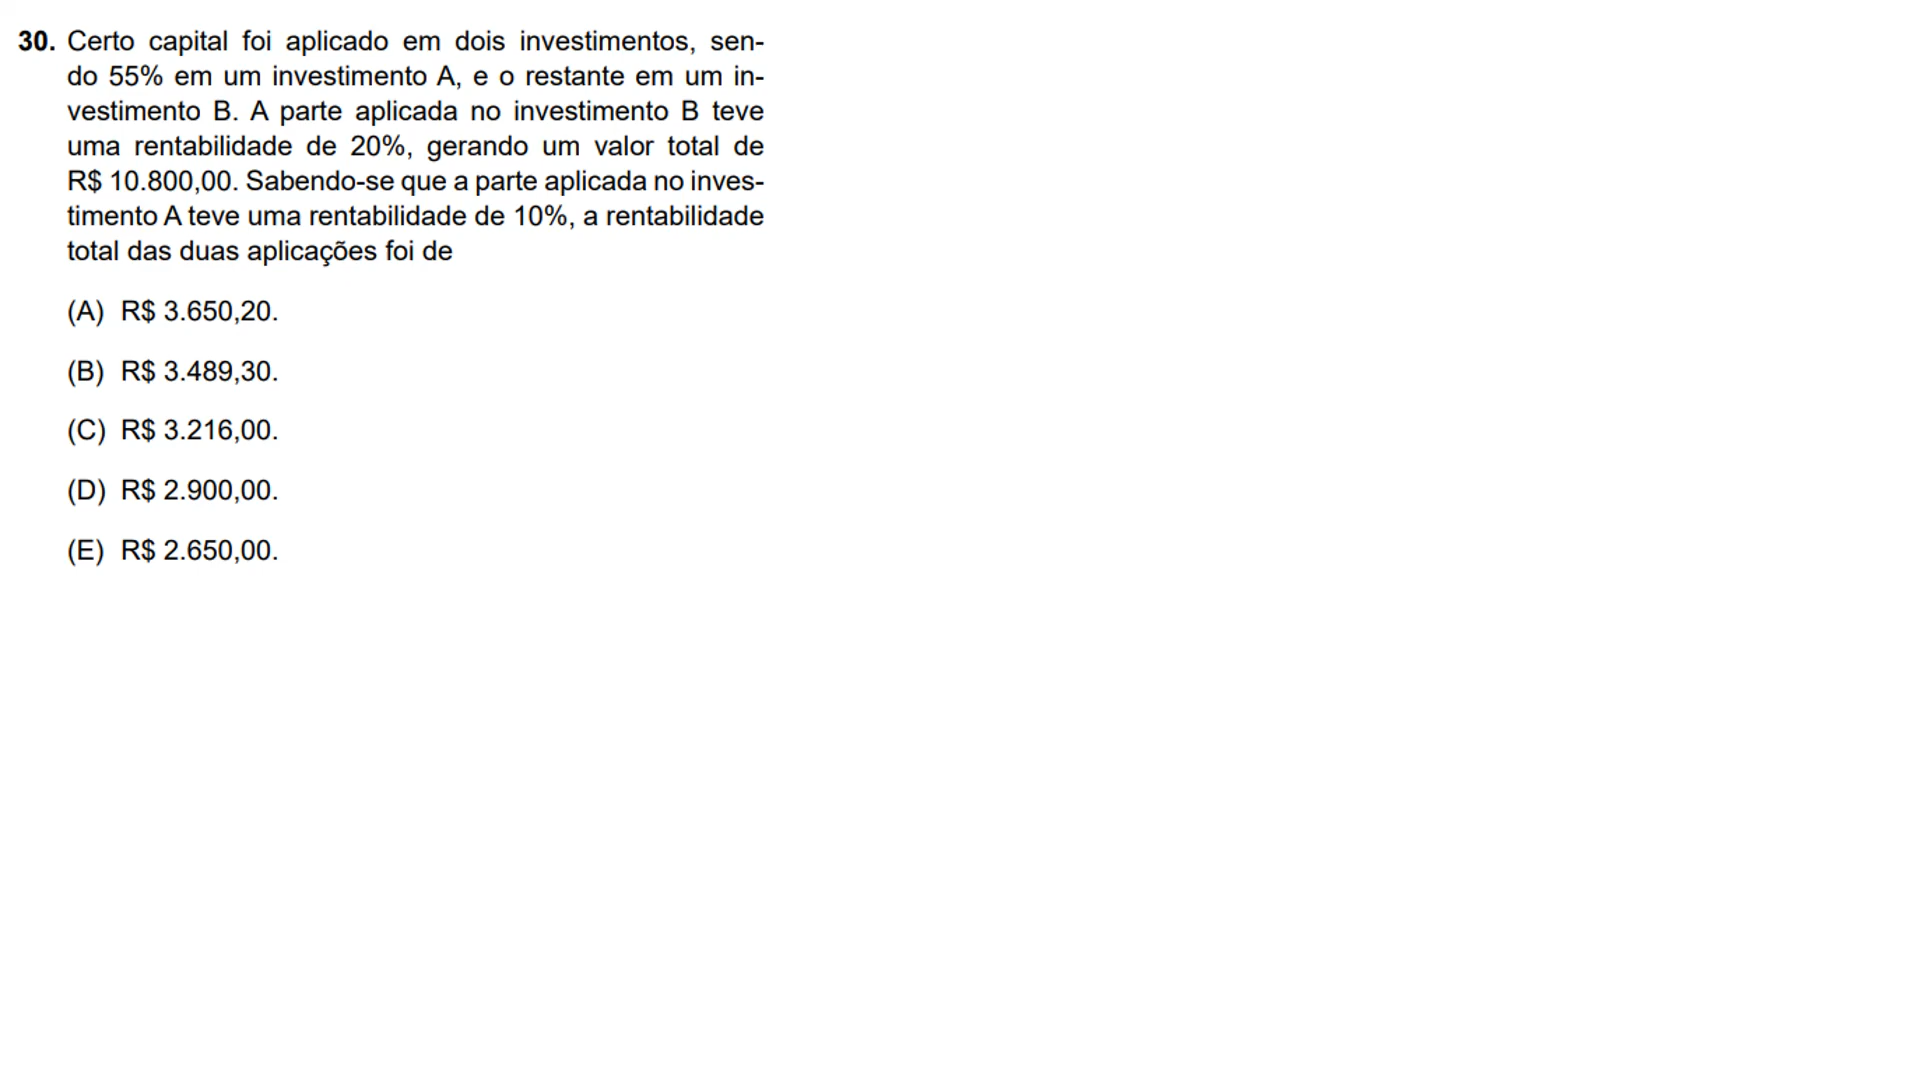 30. Certo capital foi aplicado em dois investimentos, sen-
do 55% em um investimento A, e o restante em um in-
vestimento B. A parte aplicada no investimento B teve
uma rentabilidade de 20%, gerando um valor total de
R$ 10.800,00. Sabendo-se que a parte aplicada no inves-
timento A teve uma rentabilidade de 10%, a rentabilidade
total das duas aplicações foi de
(A) R$ 3.650,20.
(B) R$ 3.489,30.
(C) R$ 3.216,00.
(D) R$ 2.900,00.
(E) R$ 2.650,00.